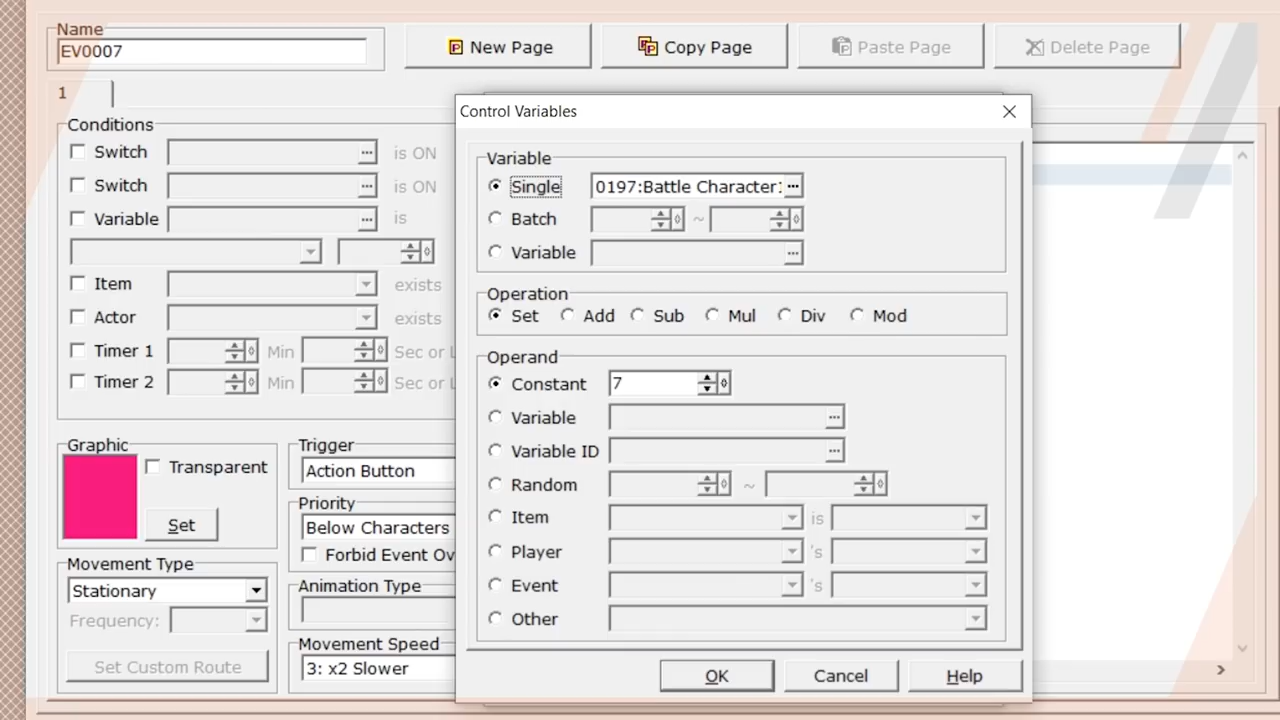 Name
EV0007
New Page
Copy Page
Paste Page
Delete Page
1
Conditions
Switch ... is ON
Switch ... is ON
Variable ... is
Item exists
Actor exists
Timer 1 Min Sec or L
Timer 2 Min Sec or L
Graphic
Transparent
Set
Movement Type
Stationary
Frequency:
Set Custom Route
Trigger
Action Button
Priority
Below Characters
Forbid Event Ov
Animation Type
Movement Speed
3: x2 Slower
Control Variables
Variable
Single 0197:Battle Character ...
Batch ~
Variable ...
Operation
Set Add Sub Mul Div Mod
Operand
Constant 7
Variable ...
Variable ID ...
Random ~
Item is
Player 's
Event 's
Other
OK Cancel Help